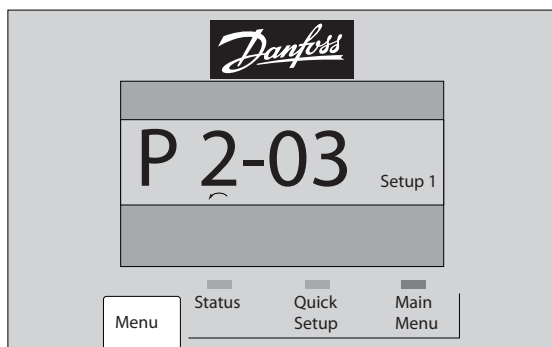 Danfoss
P 2-03
Setup 1
Menu
Status
Quick
Setup
Main
Menu